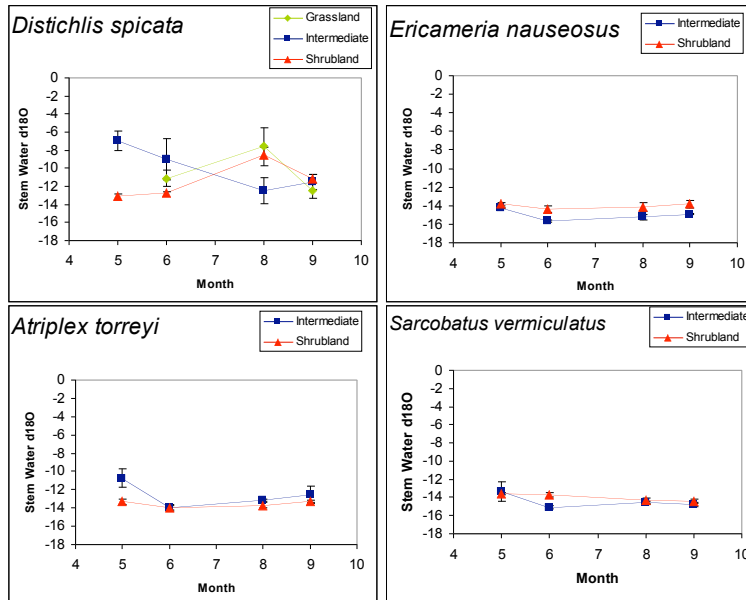 Distichlis spicata
Grassland
Intermediate
Shrubland
Stem Water d18O
0
-2
-4
-6
-8
-10
-12
-14
-16
-18
4 5 6 7 8 9 10
Month
Ericameria nauseosus
Intermediate
Shrubland
Stem Water d18O
0
-2
-4
-6
-8
-10
-12
-14
-16
-18
4 5 6 7 8 9 10
Month
Atriplex torreyi
Intermediate
Shrubland
Stem Water d18O
0
-2
-4
-6
-8
-10
-12
-14
-16
-18
4 5 6 7 8 9 10
Month
Sarcobatus vermiculatus
Intermediate
Shrubland
Stem Water d18O
0
-2
-4
-6
-8
-10
-12
-14
-16
-18
4 5 6 7 8 9 10
Month